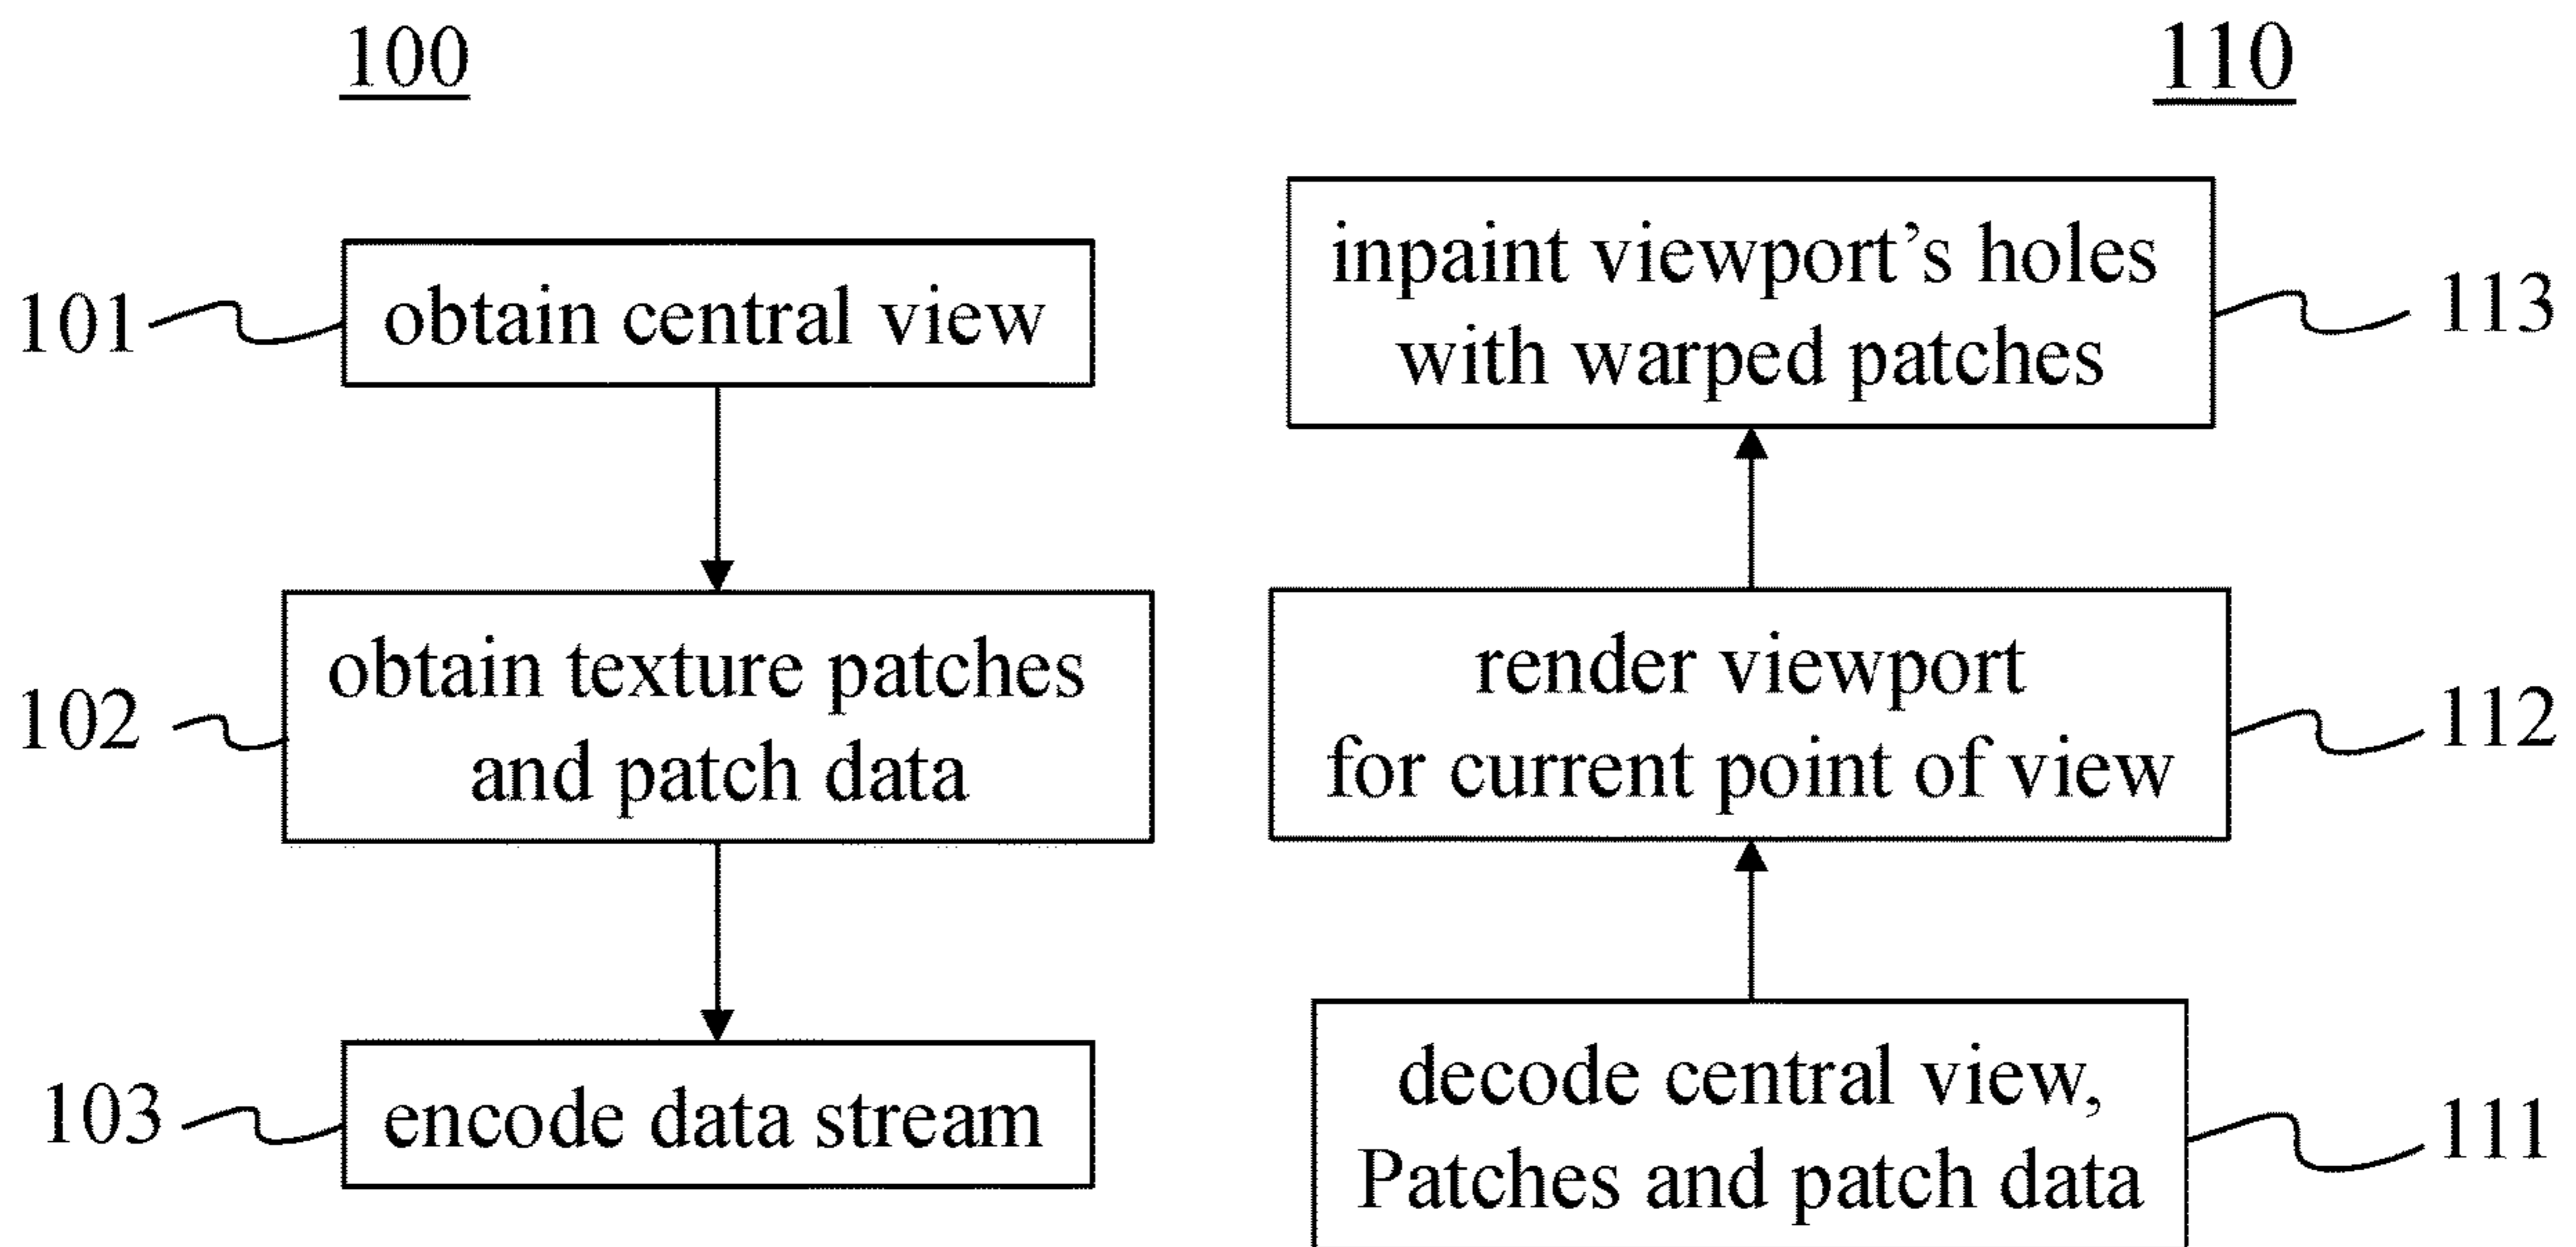 100
101
obtain central view
102
obtain texture patches
and patch data
103
encode data stream
110
inpaint viewport’s holes
with warped patches
113
render viewport
for current point of view
112
decode central view,
Patches and patch data
111